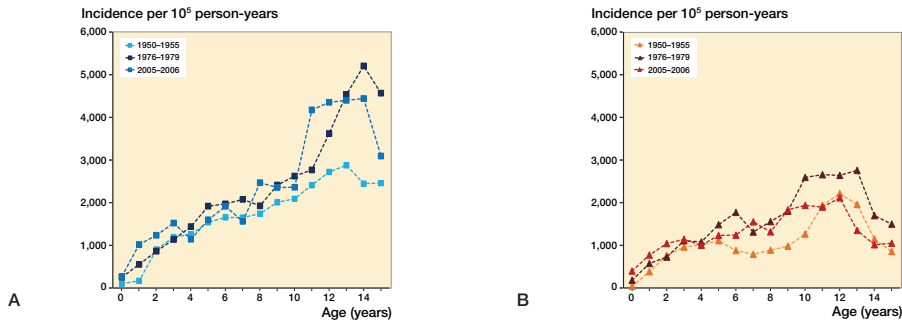 Incidence per 10⁵ person-years
6,000
5,000
4,000
3,000
2,000
1,000
0
0 2 4 6 8 10 12 14
Age (years)
1950–1955
1976–1979
2005–2006
A
Incidence per 10⁵ person-years
6,000
5,000
4,000
3,000
2,000
1,000
0
0 2 4 6 8 10 12 14
Age (years)
1950–1955
1976–1979
2005–2006
B